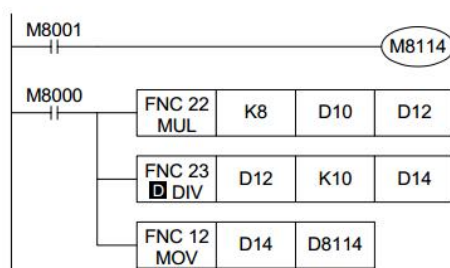 M8001
M8114
M8000
FNC 22 MUL K8 D10 D12
FNC 23 D DIV D12 K10 D14
FNC 12 MOV D14 D8114